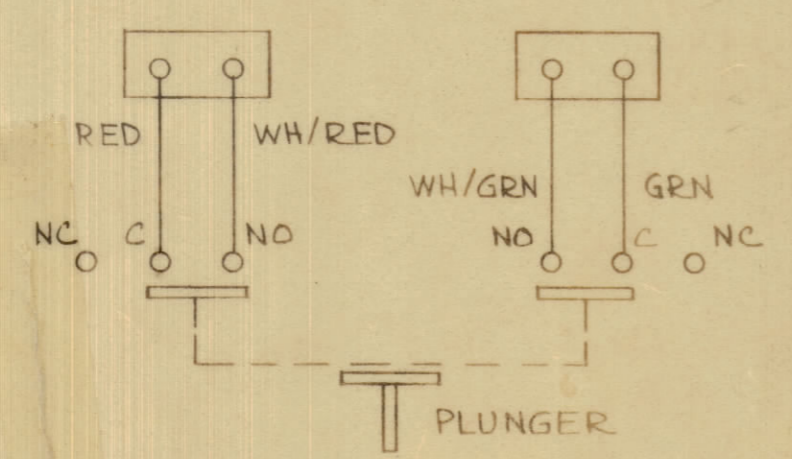 RED WH/RED
WH/GRN GRN
NC C NO NO C NC
PLUNGER